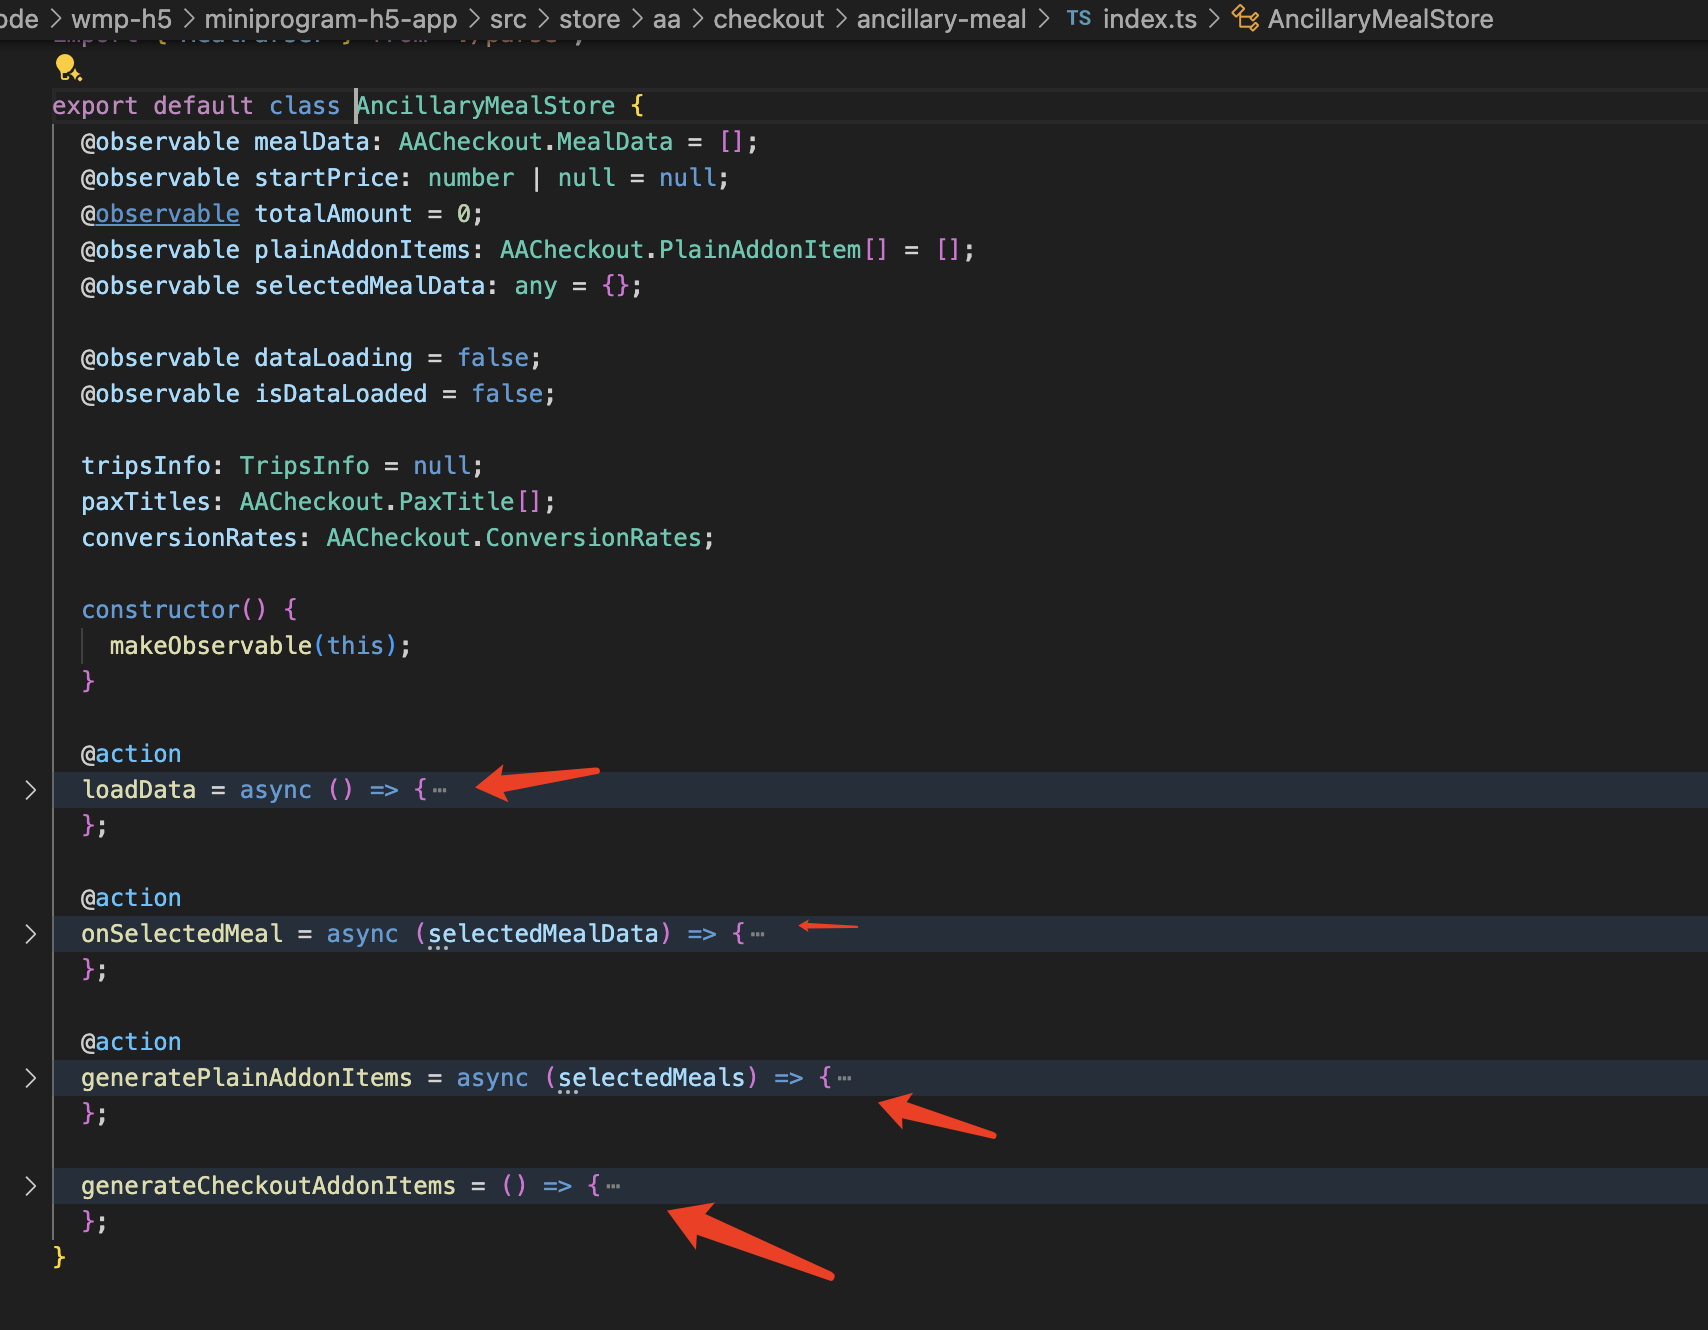 ode > wmp-h5 > miniprogram-h5-app > src > store > aa > checkout > ancillary-meal > TS index.ts > AncillaryMealStore
export default class AncillaryMealStore {
@observable mealData: AACheckout.MealData = [];
@observable startPrice: number | null = null;
@observable totalAmount = 0;
@observable plainAddonItems: AACheckout.PlainAddonItem[] = [];
@observable selectedMealData: any = {};
@observable dataLoading = false;
@observable isDataLoaded = false;
tripsInfo: TripsInfo = null;
paxTitles: AACheckout.PaxTitle[];
conversionRates: AACheckout.ConversionRates;
constructor() {
makeObservable(this);
}
@action
loadData = async () => {⋯
};
@action
onSelectedMeal = async (selectedMealData) => {⋯
};
@action
generatePlainAddonItems = async (selectedMeals) => {⋯
};
generateCheckoutAddonItems = () => {⋯
};
}